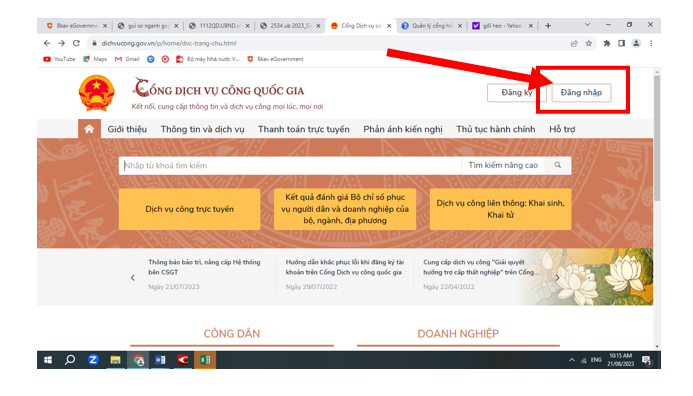 Bkav eGovernme
gui so nganh gi
1112QD.UBND.
2534 ub 2023_S
Cổng Dịch vụ cô
Quản lý cổng h
gối heo - Yahoo
dichvucong.gov.vn/p/home/dvc-trang-chu.html
YouTube Maps Gmail Bộ máy Nhà nước V... Bkav eGovernment
CỔNG DỊCH VỤ CÔNG QUỐC GIA
Kết nối, cung cấp thông tin và dịch vụ công mọi lúc, mọi nơi
Đăng ký
Đăng nhập
Giới thiệu Thông tin và dịch vụ Thanh toán trực tuyến Phản ánh kiến nghị Thủ tục hành chính Hỗ trợ
Nhập từ khoá tìm kiếm
Tìm kiếm nâng cao
Dịch vụ công trực tuyến
Kết quả đánh giá Bộ chỉ số phục
vụ người dân và doanh nghiệp của
bộ, ngành, địa phương
Dịch vụ công liên thông: Khai sinh,
Khai tử
Thông báo bảo trì, nâng cấp Hệ thống
bên CSGT
Ngày 21/07/2023
Hướng dẫn khắc phục lỗi khi đăng ký tài
khoản trên Cổng Dịch vụ công quốc gia
Ngày 29/07/2022
Cung cấp dịch vụ công "Giải quyết
hưởng trợ cấp thất nghiệp" trên Cổng...
Ngày 22/04/2022
CÔNG DÂN
DOANH NGHIỆP
ENG
10:15 AM
21/08/2023